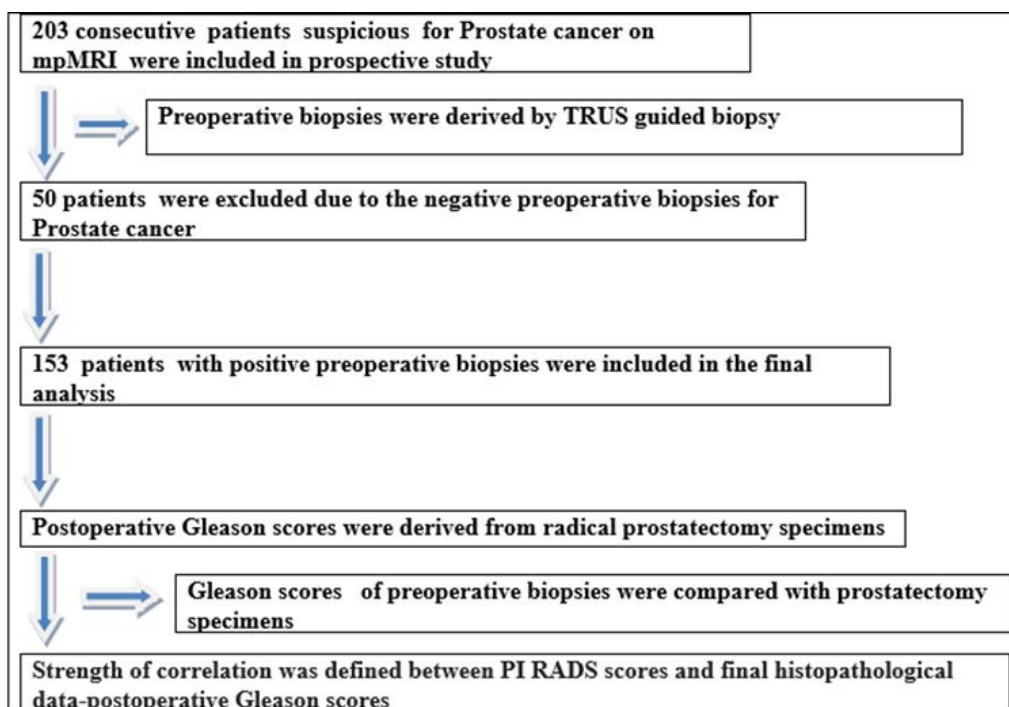 203 consecutive patients suspicious for Prostate cancer on
mpMRI were included in prospective study
Preoperative biopsies were derived by TRUS guided biopsy
50 patients were excluded due to the negative preoperative biopsies for
Prostate cancer
153 patients with positive preoperative biopsies were included in the final
analysis
Postoperative Gleason scores were derived from radical prostatectomy specimens
Gleason scores of preoperative biopsies were compared with prostatectomy
specimens
Strength of correlation was defined between PI RADS scores and final histopathological
data-postoperative Gleason scores